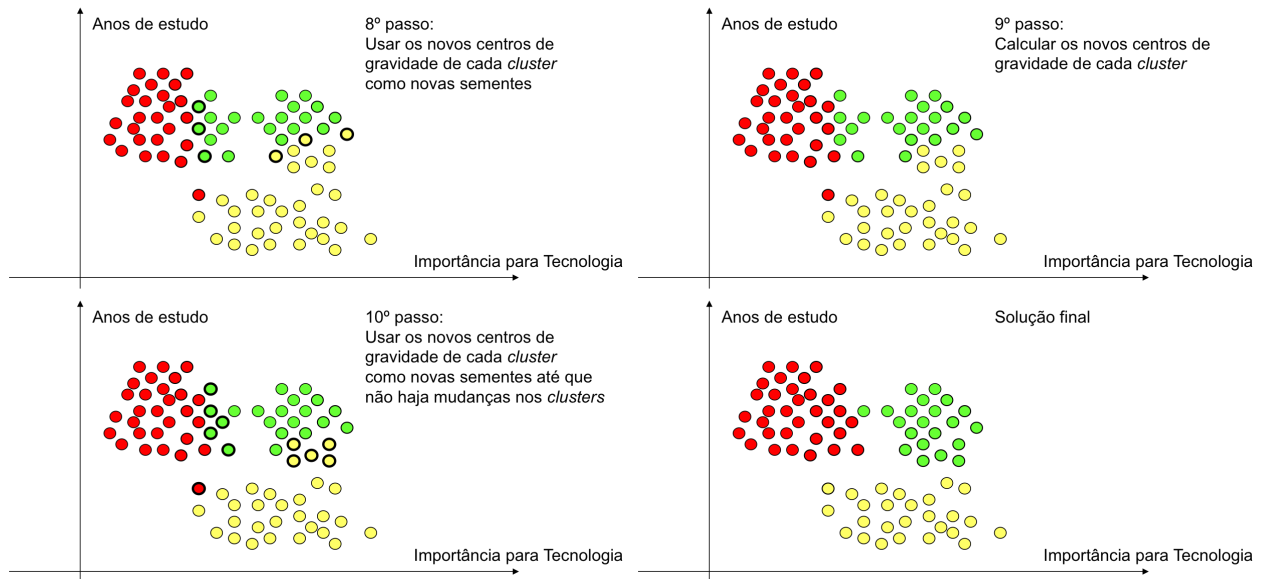 Anos de estudo
8º passo:
Usar os novos centros de
gravidade de cada cluster
como novas sementes
Importância para Tecnologia
Anos de estudo
9º passo:
Calcular os novos centros de
gravidade de cada cluster
Importância para Tecnologia
Anos de estudo
10º passo:
Usar os novos centros de
gravidade de cada cluster
como novas sementes até que
não haja mudanças nos clusters
Importância para Tecnologia
Anos de estudo
Solução final
Importância para Tecnologia